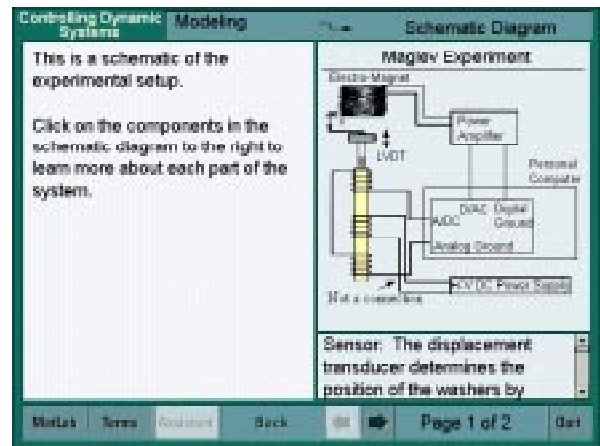 Controlling Dynamic
Systems
Modeling
Schematic Diagram
This is a schematic of the
experimental setup.
Click on the components in the
schematic diagram to the right to
learn more about each part of the
system.
Maglev Experiment
Electro-Magnet
Power
Amplifier
LVDT
Personal
Computer
D/AC Digital
A/DC Ground
Analog Ground
DC Power Supply
Not a connection
Sensor: The displacement
transducer determines the
position of the washers by
MatLab Terms Assistant Back Page 1 of 2 Quit